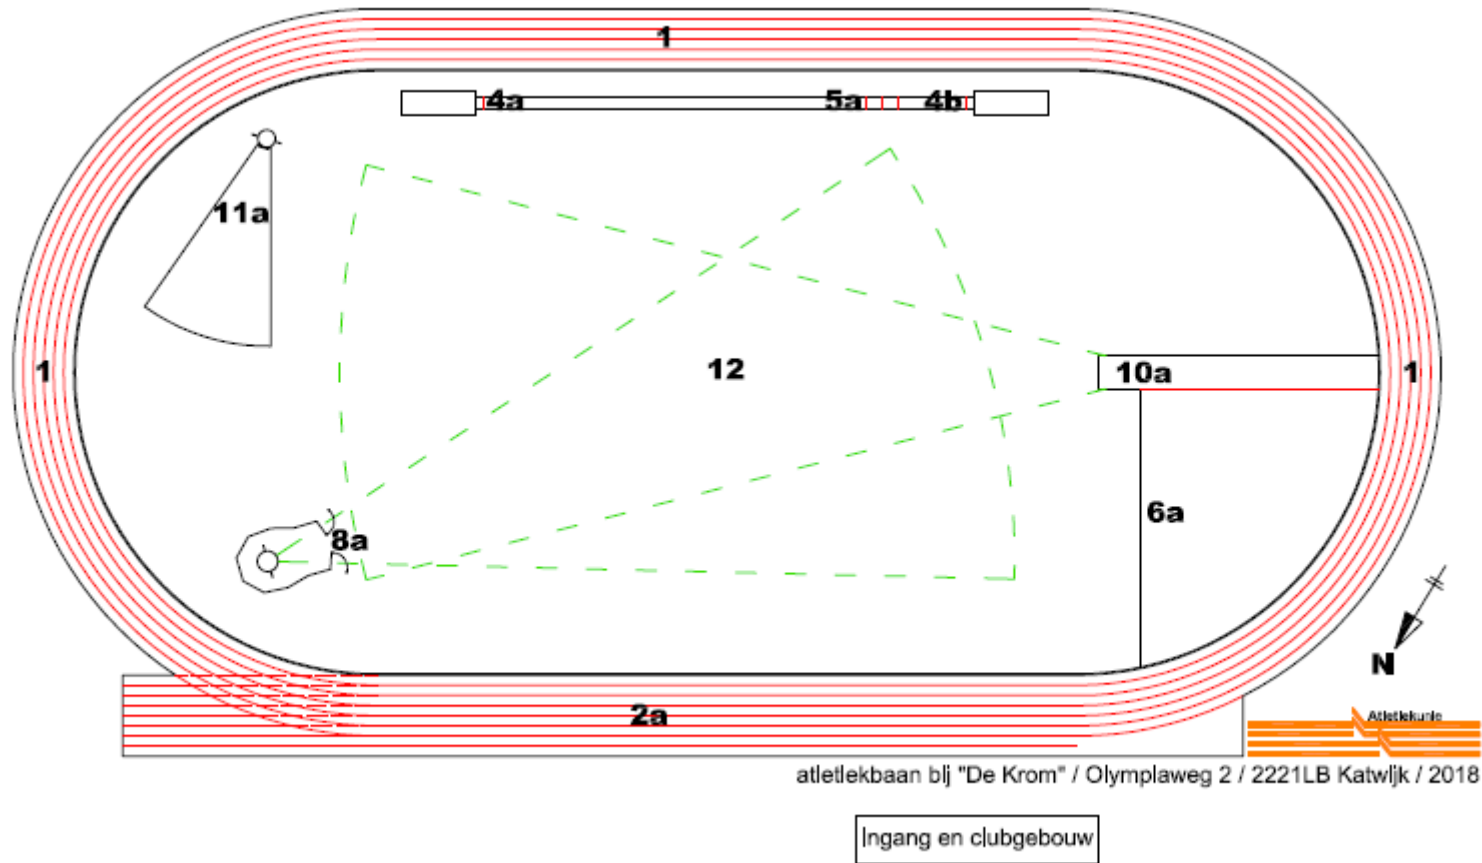 1
4a
5a
4b
11a
12
10a
1
1
6a
8a
N
2a
Atletiekunie
atletiekbaan bij "De Krom" / Olympiaweg 2 / 2221LB Katwijk / 2018
Ingang en clubgebouw